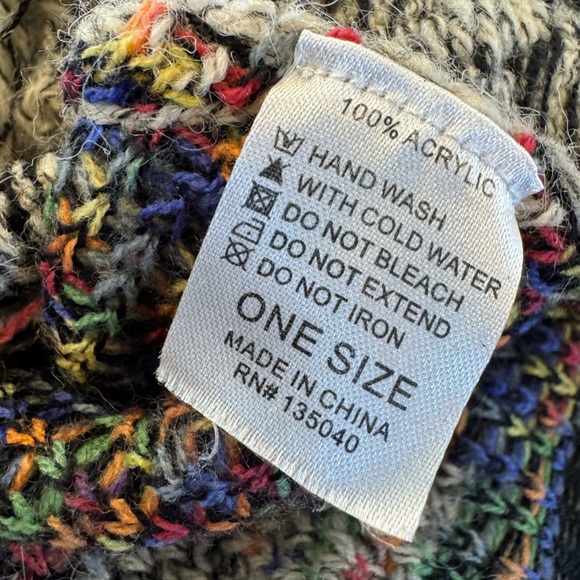 100% ACRYLIC
HAND WASH
WITH COLD WATER
DO NOT BLEACH
DO NOT EXTEND
DO NOT IRON
ONE SIZE
MADE IN CHINA
RN# 135040